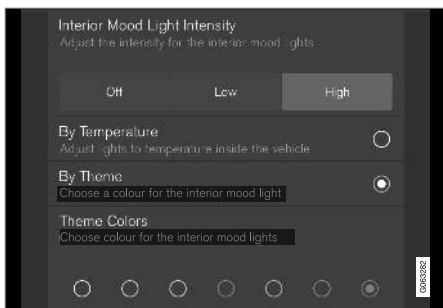 Interior Mood Light Intensity
Adjust the intensity for the interior mood lights
Off Low High
By Temperature
Adjust lights to temperature inside the vehicle
By Theme
Choose a colour for the interior mood light
Theme Colors
Choose colour for the interior mood lights
G063282